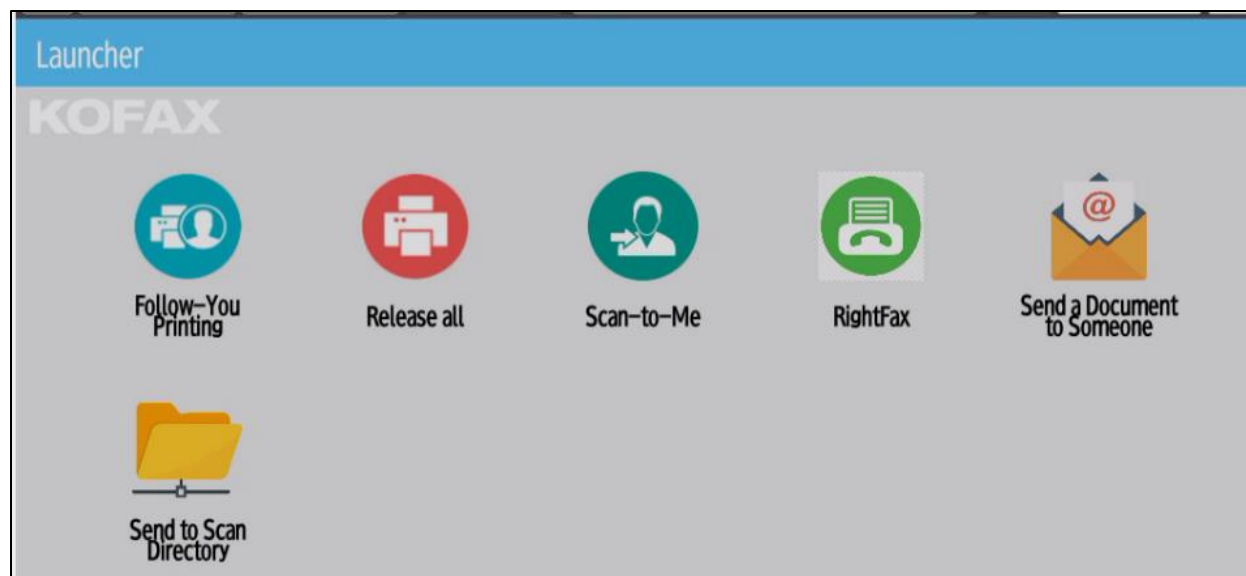 Launcher
KOFAX
Follow-You
Printing
Release all
Scan-to-Me
RightFax
@
Send a Document
to Someone
Send to Scan
Directory